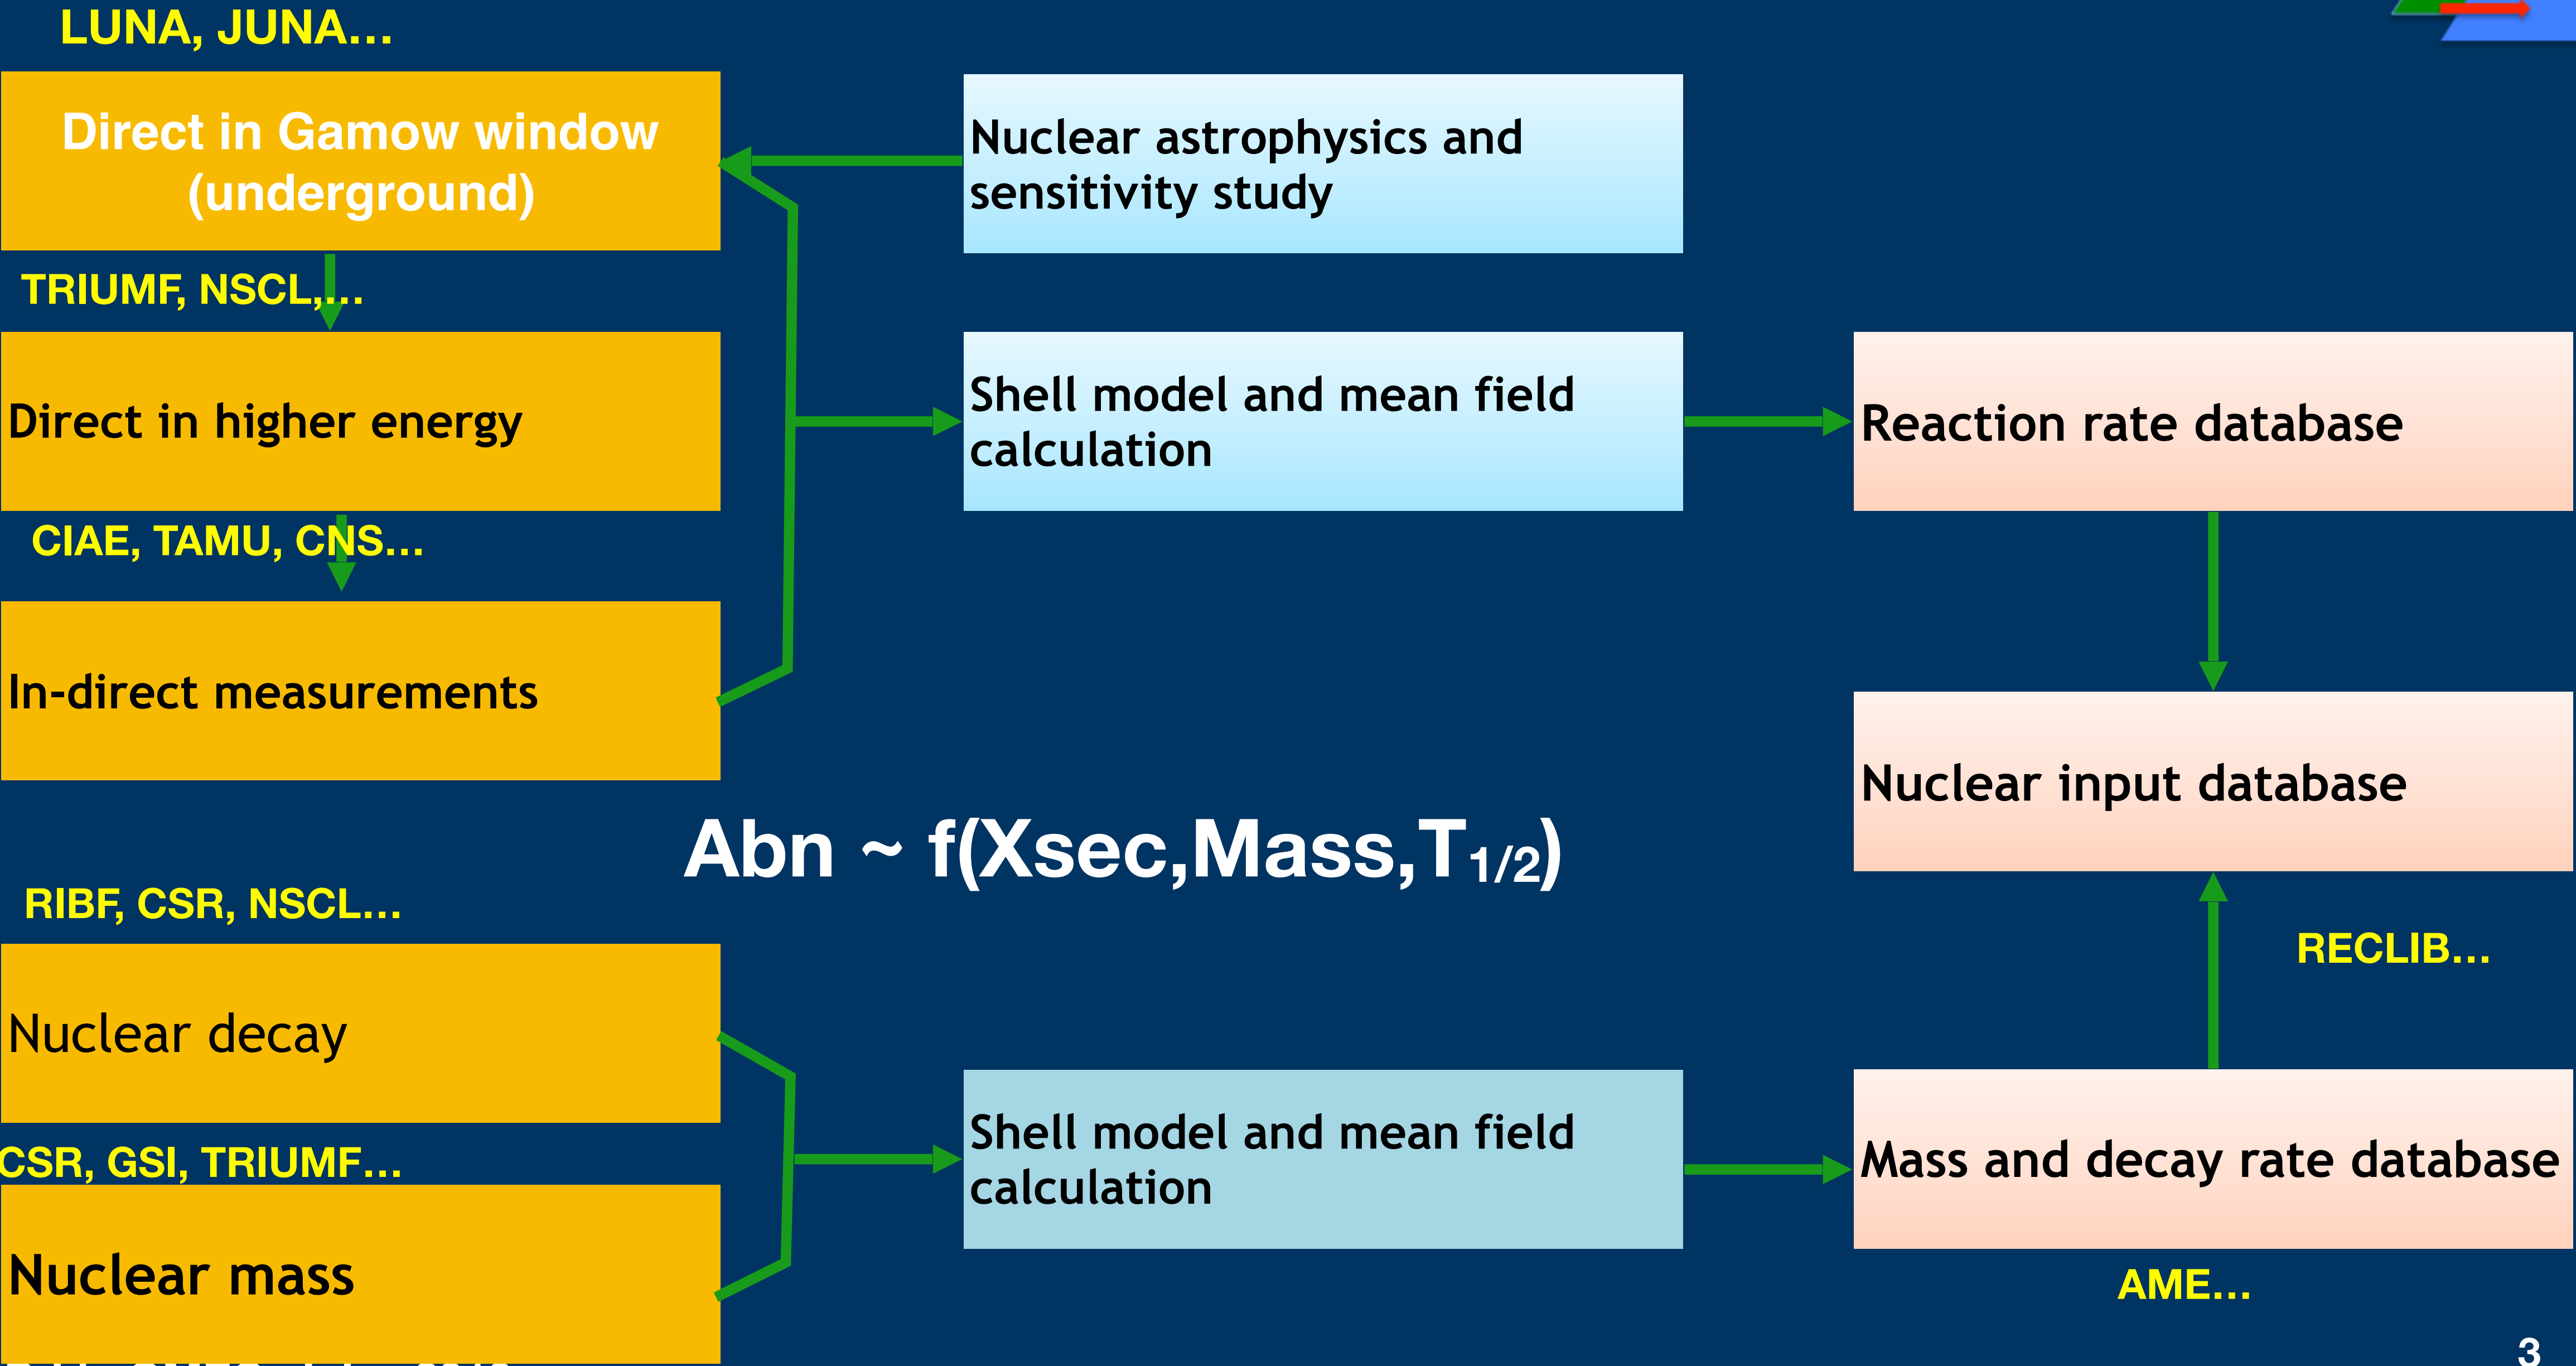 LUNA, JUNA...
Direct in Gamow window
(underground)
TRIUMF, NSCL,...
Direct in higher energy
CIAE, TAMU, CNS...
In-direct measurements
Nuclear astrophysics and
sensitivity study
Shell model and mean field
calculation
Reaction rate database
Nuclear input database
Abn ~ f(Xsec,Mass,T1/2)
RIBF, CSR, NSCL...
Nuclear decay
CSR, GSI, TRIUMF...
Nuclear mass
Shell model and mean field
calculation
RECLIB...
Mass and decay rate database
AME...
3